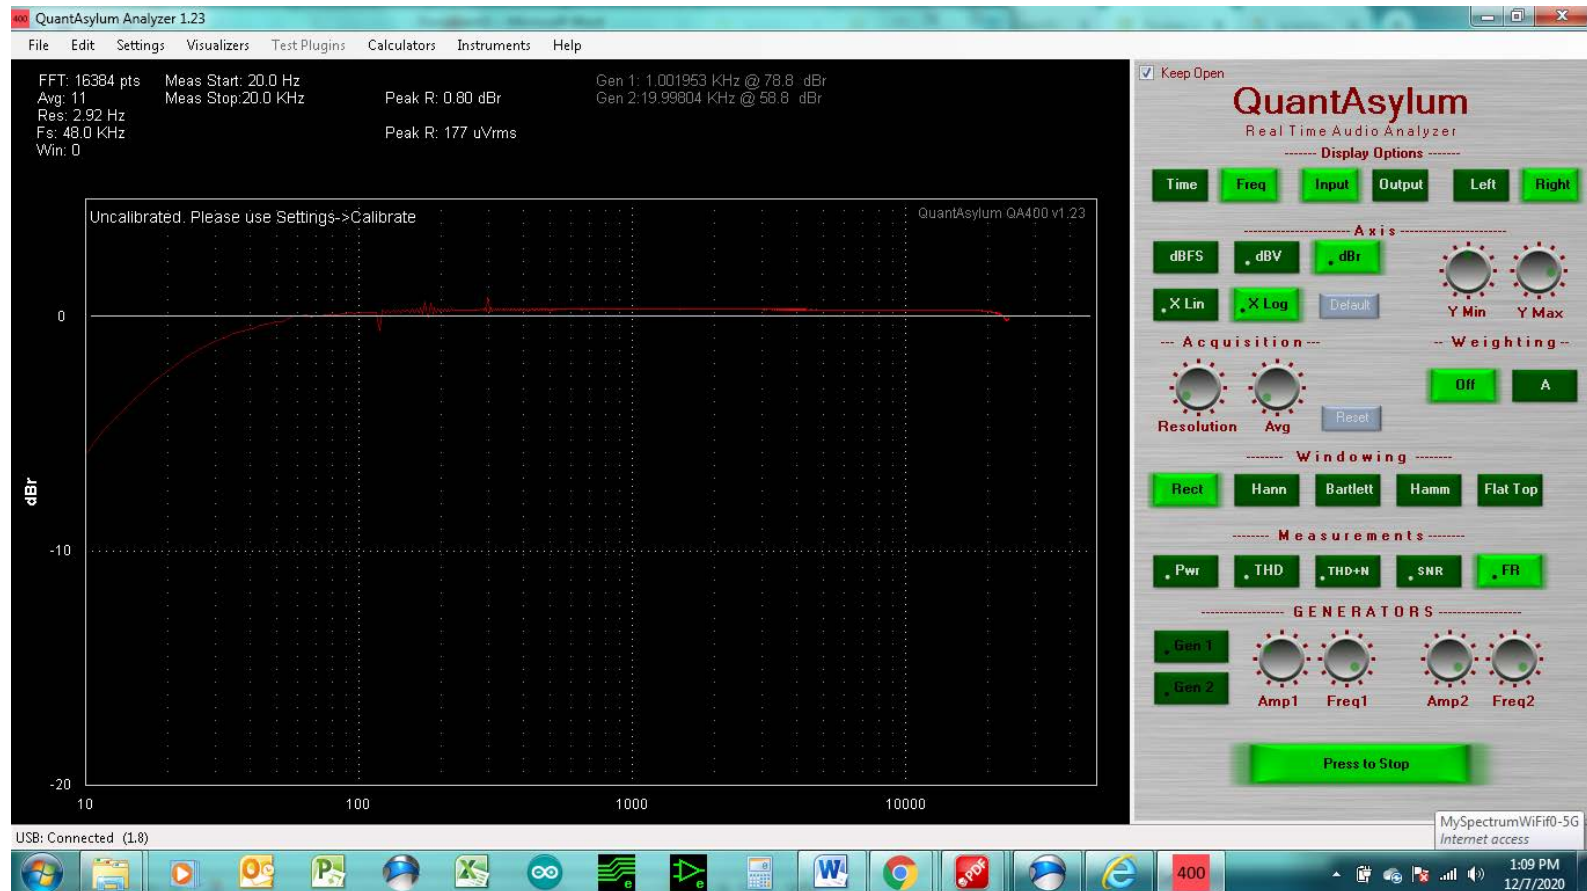 QuantAsylum Analyzer 1.23
File Edit Settings Visualizers Test Plugins Calculators Instruments Help
FFT: 16384 pts Meas Start: 20.0 Hz Gen 1: 1.001953 KHz @ 78.8 dBr
Avg: 11 Meas Stop:20.0 KHz Peak R: 0.80 dBr Gen 2:19.99804 KHz @ 58.8 dBr
Res: 2.92 Hz
Fs: 48.0 KHz Peak R: 177 uVrms
Win: 0
Uncalibrated. Please use Settings->Calibrate QuantAsylum QA400 v1.23
0
dBr
-10
-20
10 100 1000 10000
Keep Open
QuantAsylum
Real Time Audio Analyzer
------- Display Options -------
Time Freq Input Output Left Right
Axis
dBFS dBV dBr
X Lin X Log Default Y Min Y Max
--- Acquisition --- -- Weighting --
Off A
Resolution Avg Reset
-------- Windowing -------
Rect Hann Bartlett Hamm Flat Top
-------- Measurements --------
Pwr THD THD+N SNR FR
GENERATORS
Gen 1
Gen 2
Amp1 Freq1 Amp2 Freq2
Press to Stop
USB: Connected (1.8)
MySpectrumWiFif0-5G
Internet access
400
1:09 PM
12/7/2020